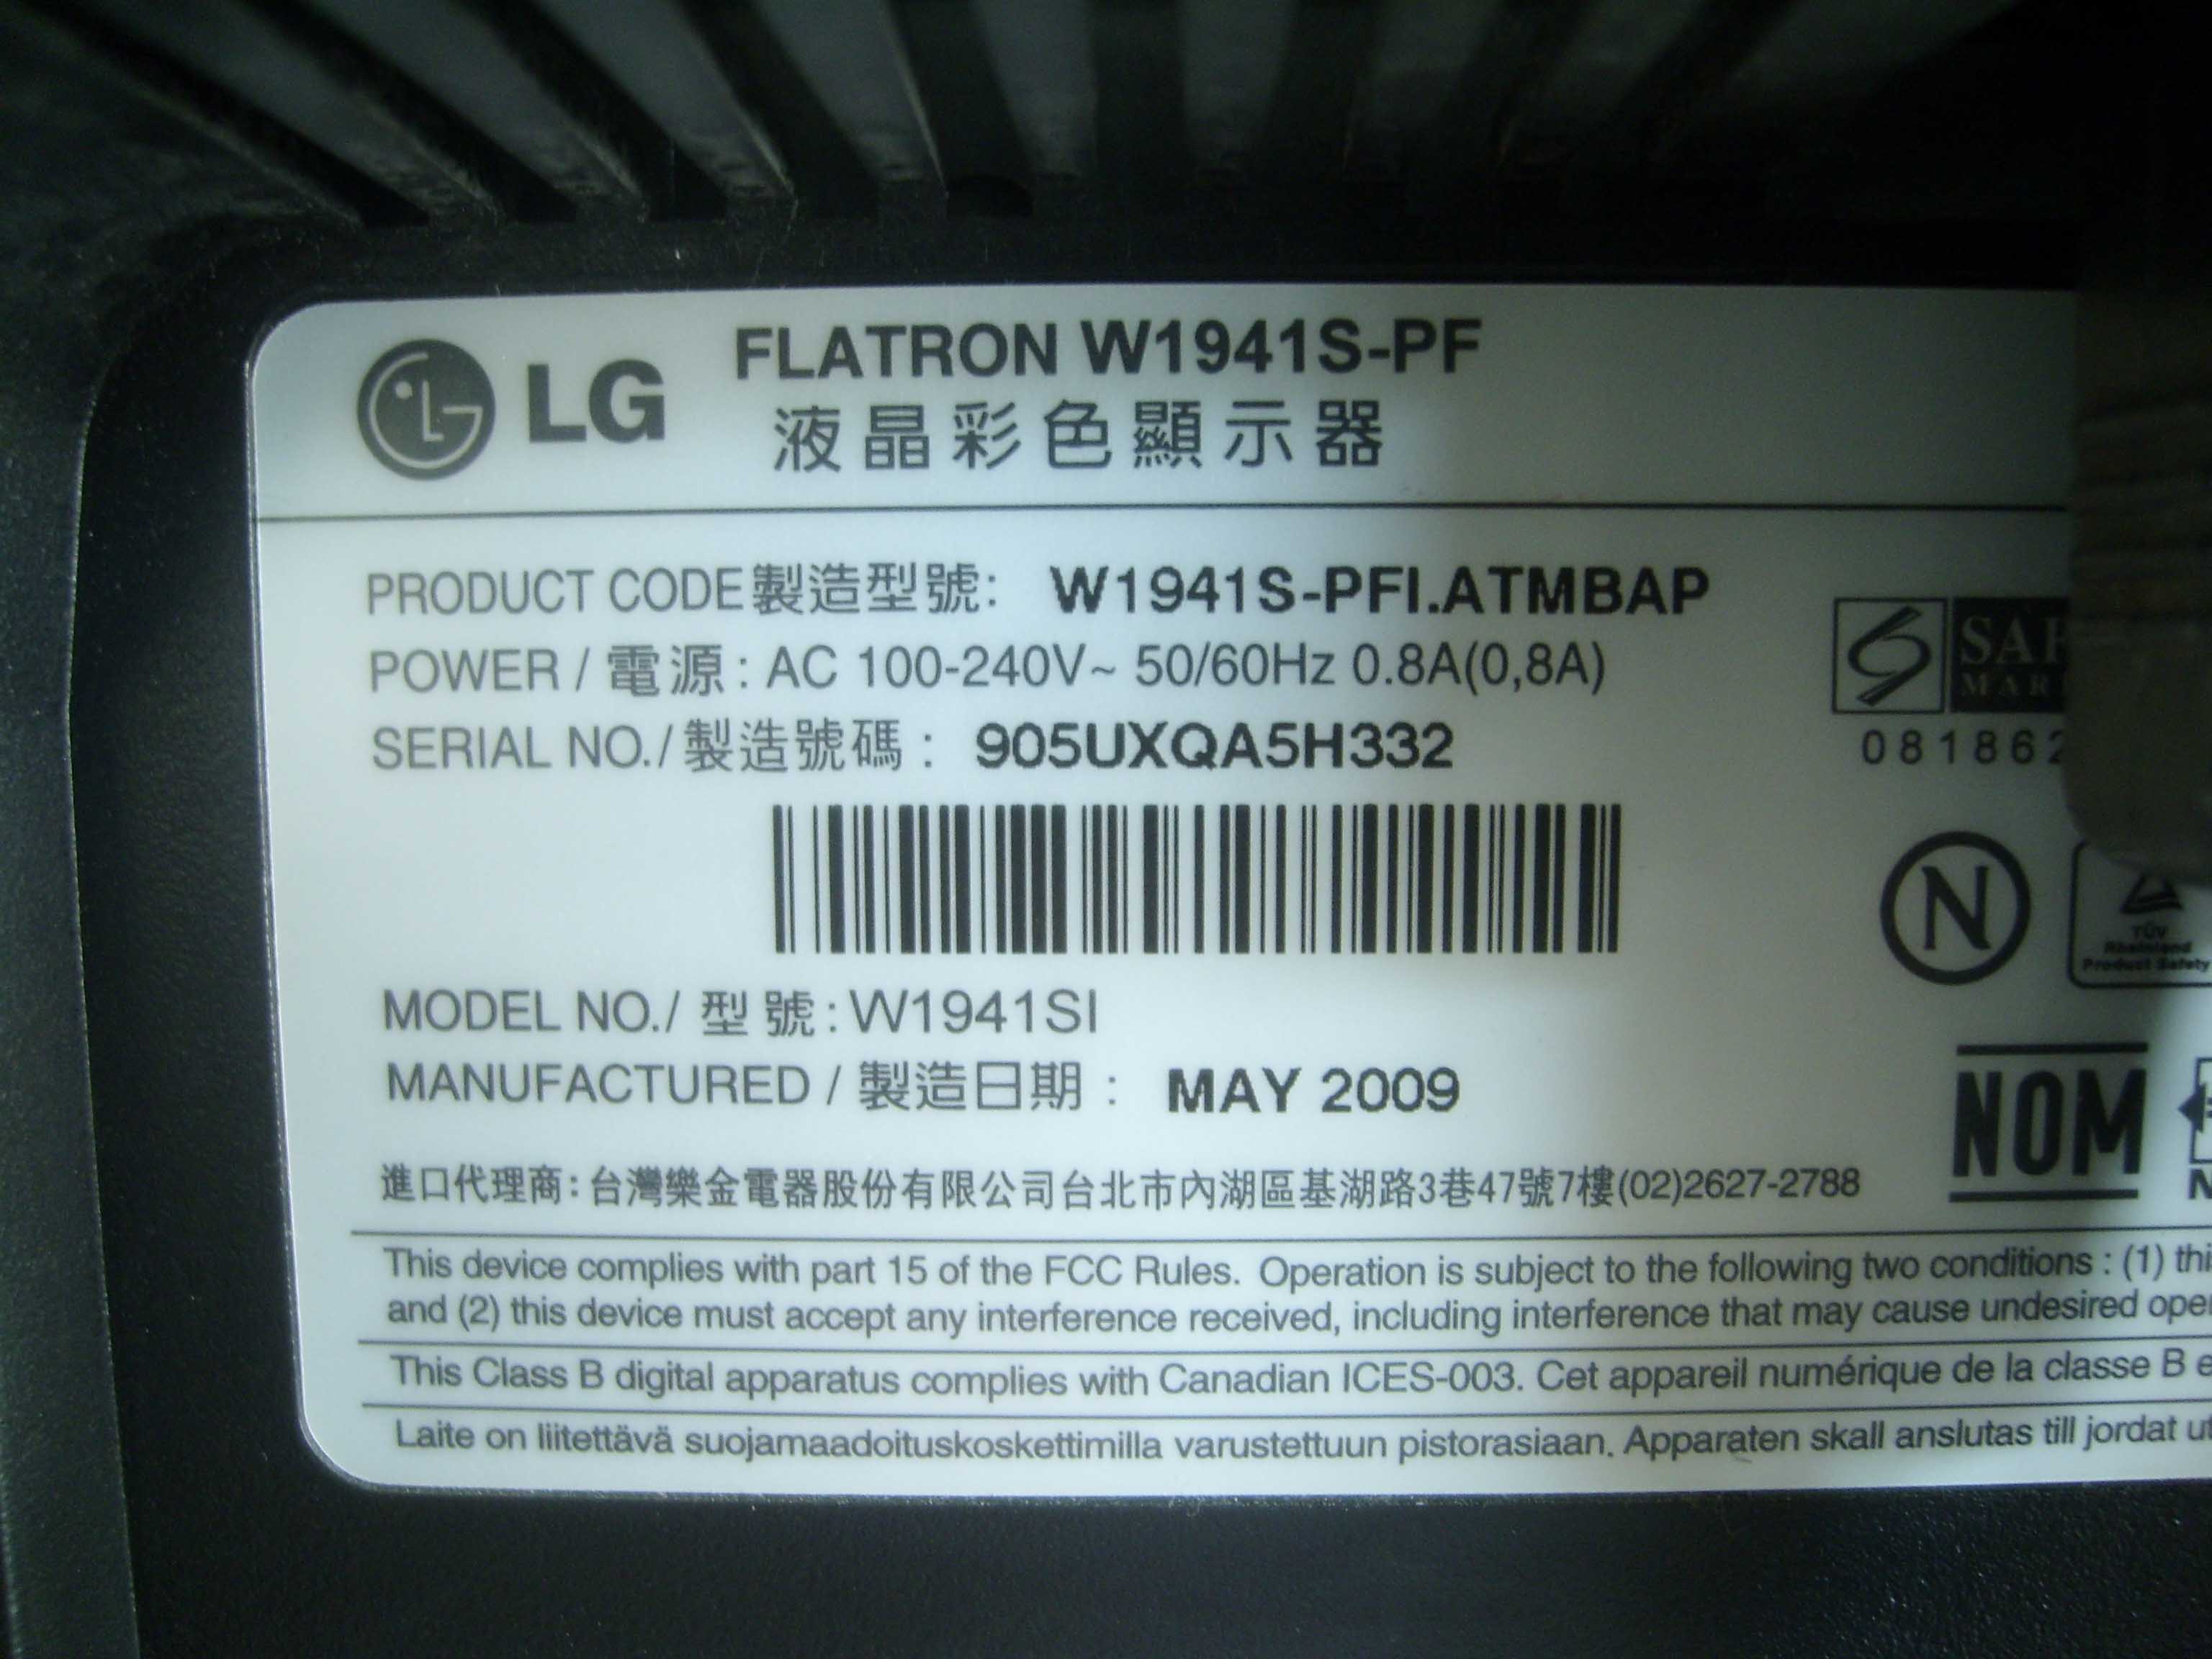 LG
FLATRON W1941S-PF
液晶彩色顯示器
PRODUCT CODE製造型號: W1941S-PFI.ATMBAP
POWER / 電源: AC 100-240V~ 50/60Hz 0.8A(0,8A)
SERIAL NO./製造號碼: 905UXQA5H332
MODEL NO./ 型號:W1941SI
MANUFACTURED / 製造日期: MAY 2009
081862
N
TÜV
Rheinland
Product Safety
NOM
進口代理商:台灣樂金電器股份有限公司台北市內湖區基湖路3巷47號7樓(02)2627-2788
This device complies with part 15 of the FCC Rules. Operation is subject to the following two conditions : (1)
and (2) this device must accept any interference received, including interference that may cause undesired
This Class B digital apparatus complies with Canadian ICES-003. Cet appareil numérique de la classe B
Laite on liitettävä suojamaadoituskoskettimilla varustettuun pistorasiaan. Apparaten skall anslutas till jordat